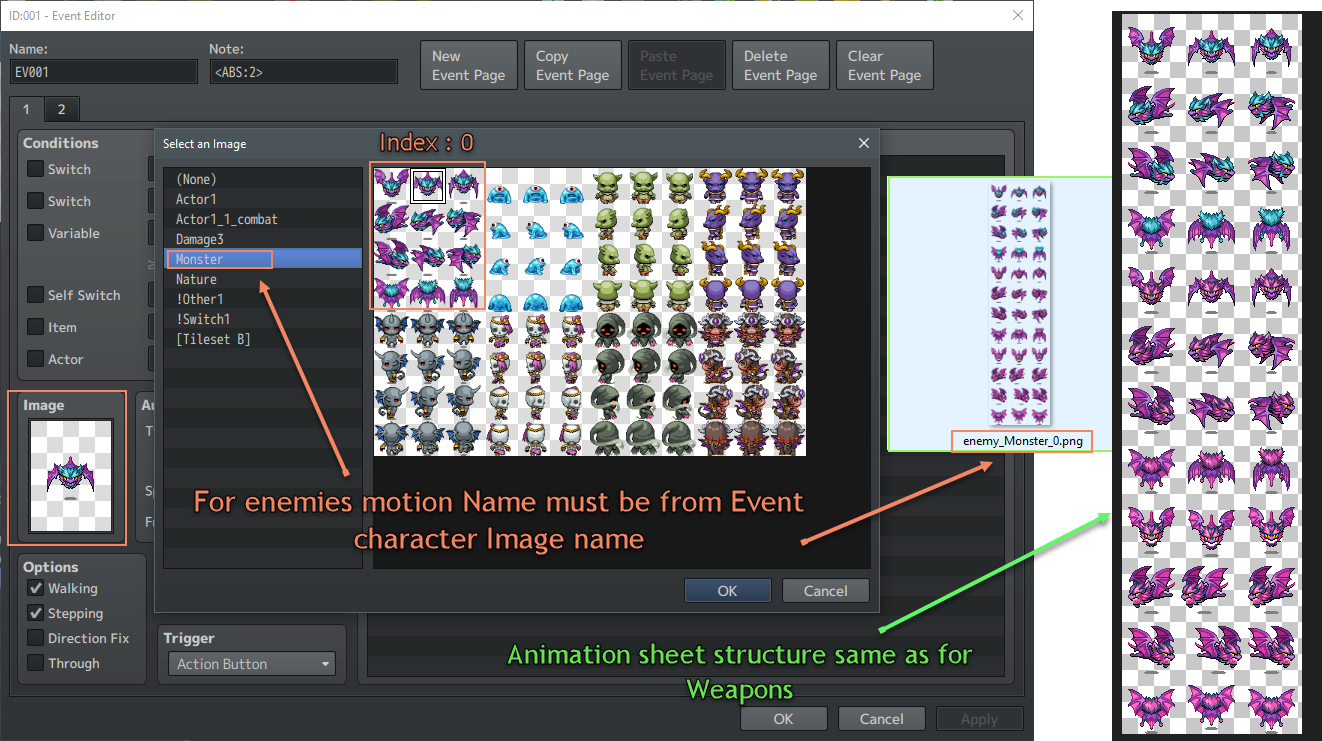 ID:001 - Event Editor
Name:
Note:
EV001
<ABS:2>
New
Event Page
Copy
Event Page
Paste
Event Page
Delete
Event Page
Clear
Event Page
1
2
Conditions
Switch
Switch
Variable
≥
Self Switch
Item
Actor
Image
Options
Walking
Stepping
Direction Fix
Through
Trigger
Action Button
Select an Image
Index : 0
(None)
Actor1
Actor1_1_combat
Damage3
Monster
Nature
!Other1
!Switch1
[Tileset B]
For enemies motion Name must be from Event
character Image name
OK
Cancel
enemy_Monster_0.png
Animation sheet structure same as for
Weapons
OK
Cancel
Apply